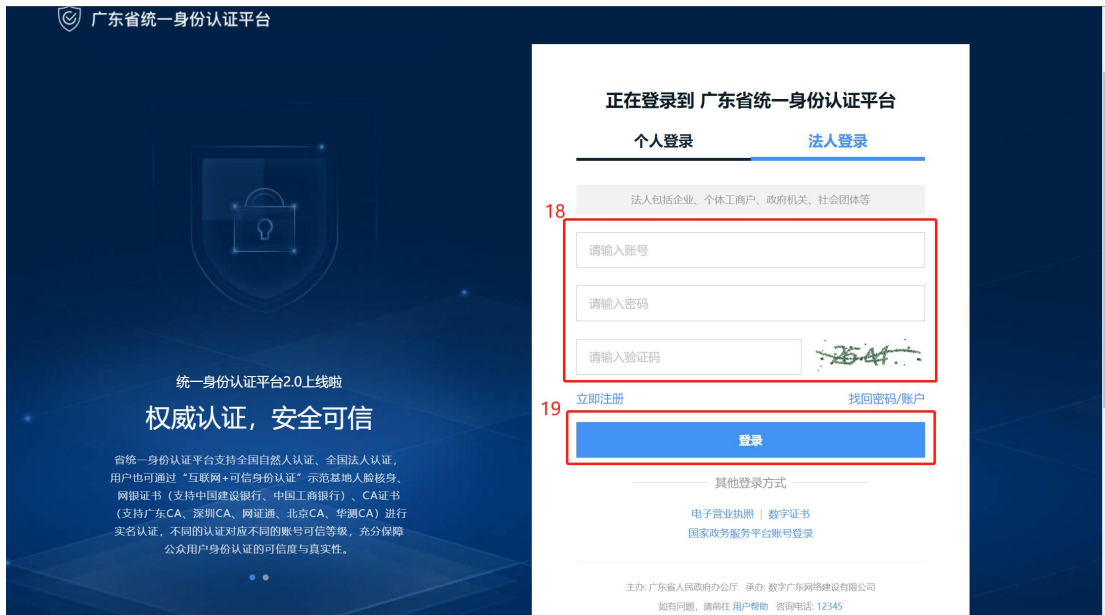 广东省统一身份认证平台
正在登录到 广东省统一身份认证平台
个人登录 法人登录
法人包括企业、个体工商户、政府机关、社会团体等
18
请输入账号
请输入密码
请输入验证码
立即注册 找回密码/账户
19
登录
其他登录方式
电子营业执照 | 数字证书
国家政务服务平台账号登录
主办: 广东省人民政府办公厅 承办: 数字广东网络建设有限公司
如有问题，请前往 用户帮助 咨询电话: 12345
统一身份认证平台2.0上线啦
权威认证，安全可信
省统一身份认证平台支持全国自然人认证、全国法人认证，
用户也可通过“互联网+可信身份认证”示范基地人脸核身、
网银证书（支持中国建设银行、中国工商银行）、CA证书
（支持广东CA、深圳CA、网证通、北京CA、华测CA）进行
实名认证，不同的认证对应不同的账号可信等级，充分保障
公众用户身份认证的可信度与真实性。